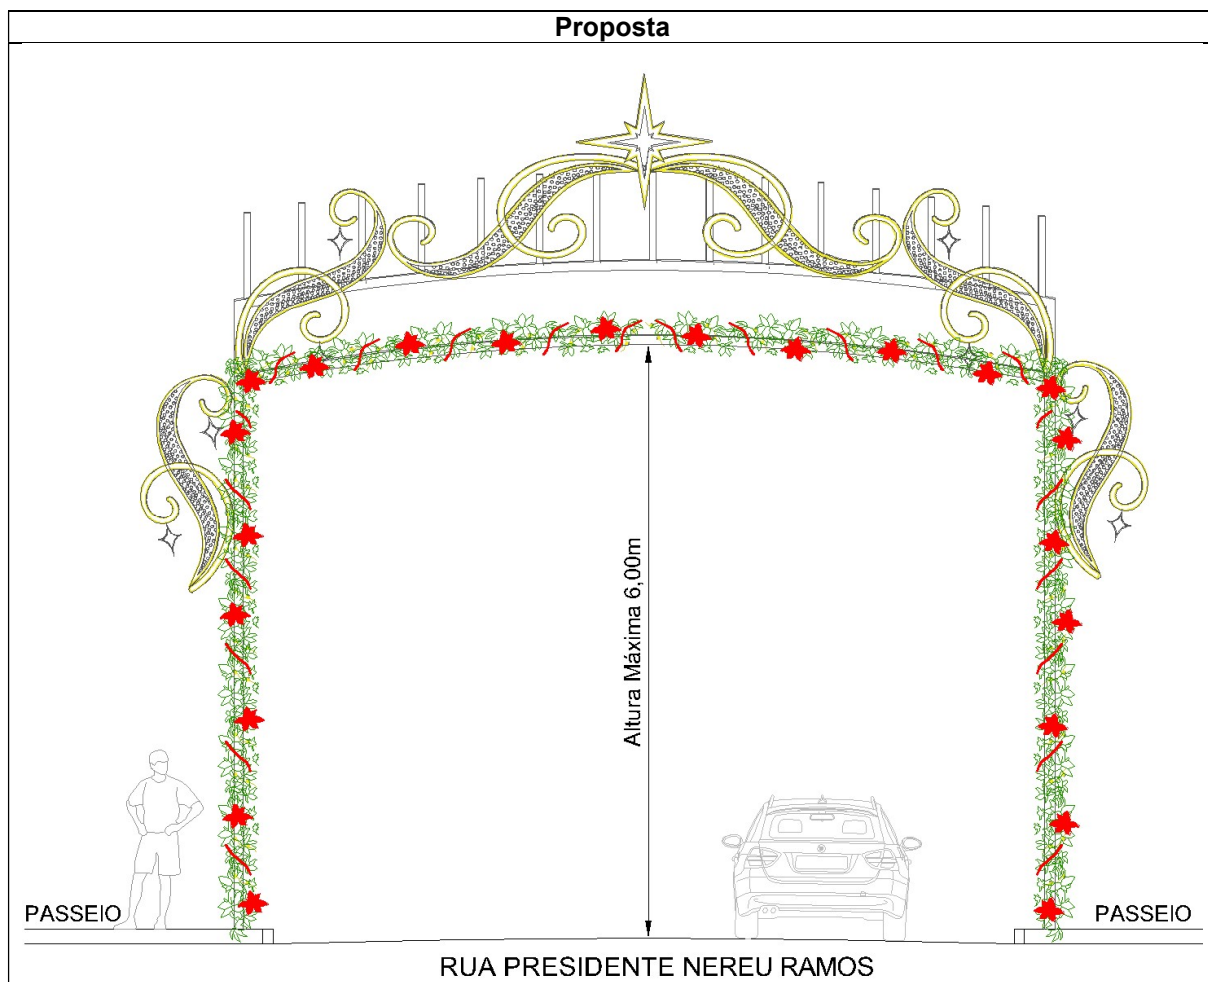 Proposta
Altura Máxima 6,00m
PASSEIO
PASSEIO
RUA PRESIDENTE NEREU RAMOS